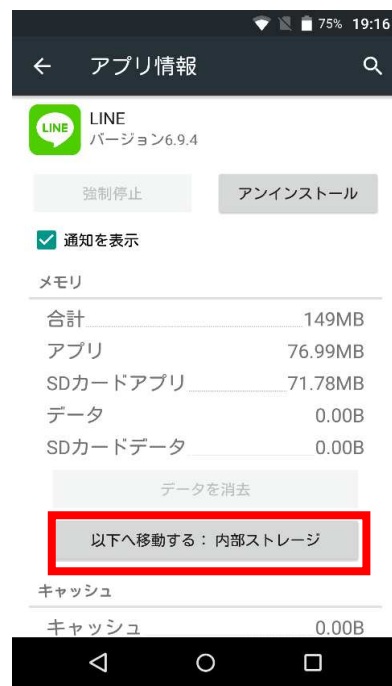 75% 19:16
アプリ情報
LINE
LINE
バージョン6.9.4
強制停止 アンインストール
通知を表示
メモリ
合計 149MB
アプリ 76.99MB
SDカードアプリ 71.78MB
データ 0.00B
SDカードデータ 0.00B
データを消去
以下へ移動する： 内部ストレージ
キャッシュ
キャッシュ 0.00B